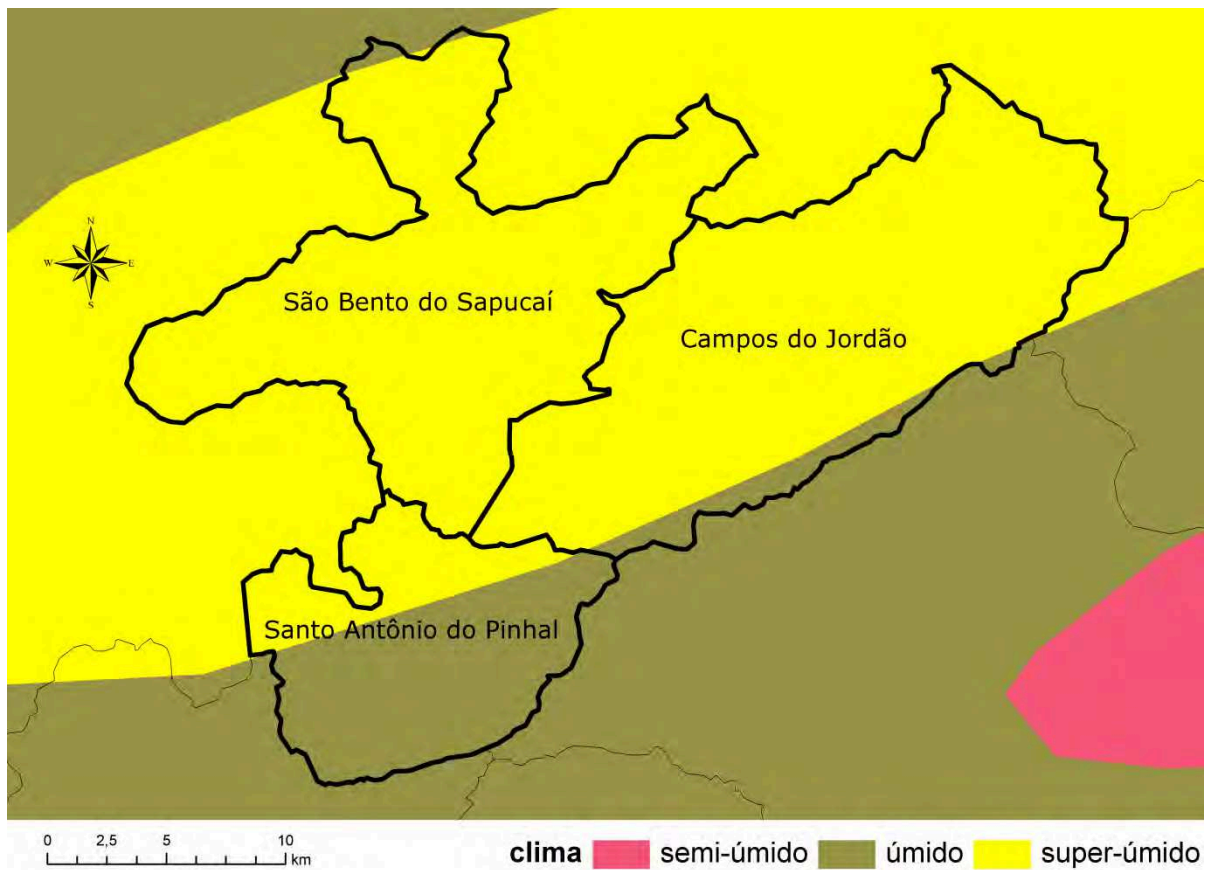 N
W E
S
São Bento do Sapucaí
Campos do Jordão
Santo Antônio do Pinhal
0 2,5 5 10
km
clima semi-úmido úmido super-úmido